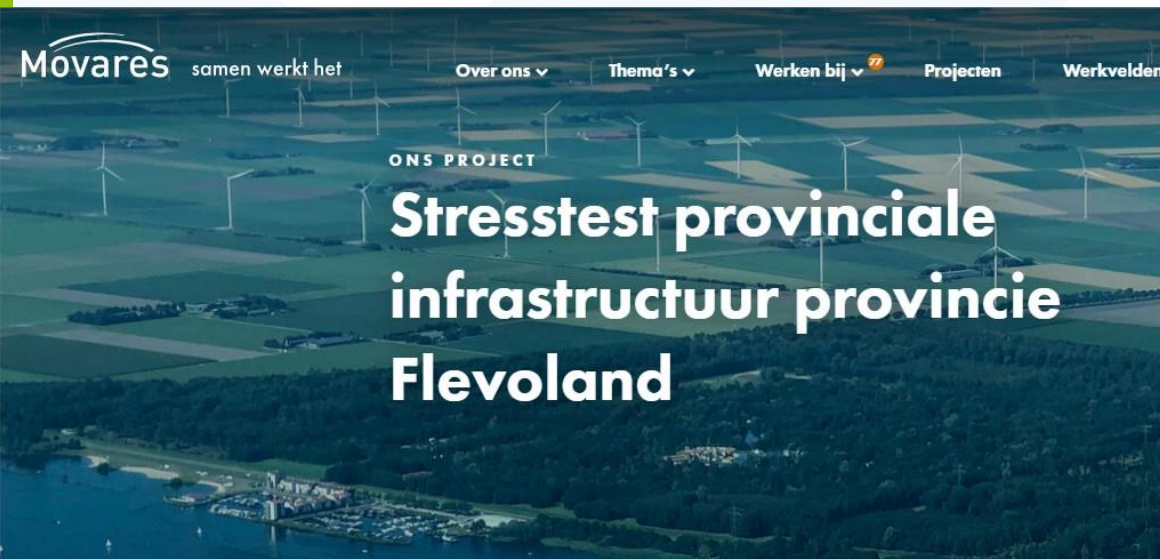 Movares samen werkt het
Over ons Thema's Werken bij 77 Projecten Werkvelden
ONS PROJECT
Stresstest provinciale
infrastructuur provincie
Flevoland